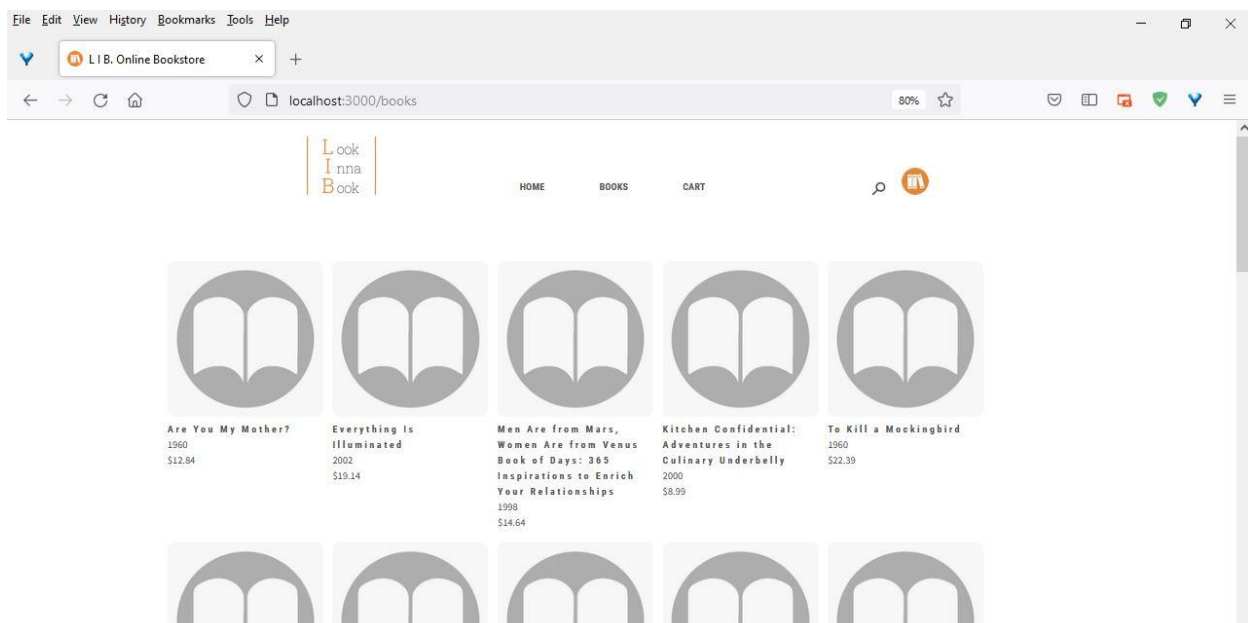 File Edit View History Bookmarks Tools Help
L I B. Online Bookstore
localhost:3000/books
80%
L ook
I nna
B ook
HOME BOOKS CART
Are You My Mother?
1960
$12.84
Everything Is
Illuminated
2002
$19.14
Men Are from Mars,
Women Are from Venus
Book of Days: 365
Inspirations to Enrich
Your Relationships
1998
$14.64
Kitchen Confidential:
Adventures in the
Culinary Underbelly
2000
$8.99
To Kill a Mockingbird
1960
$22.39